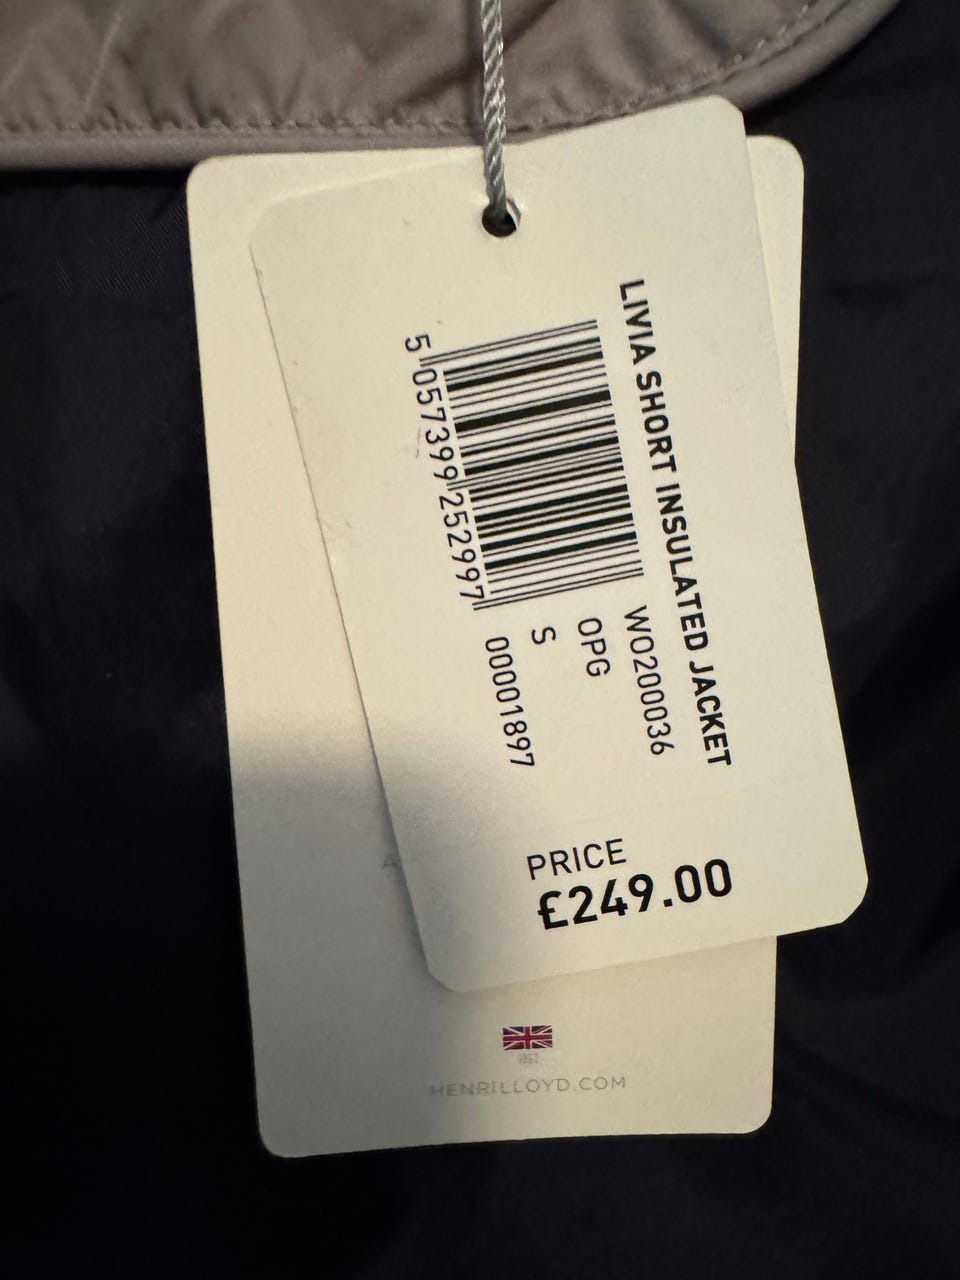 LIVIA SHORT INSULATED JACKET
WO200036
OPG
S
00001897
5 057399 252997
PRICE
£249.00
HENRILLOYD.COM